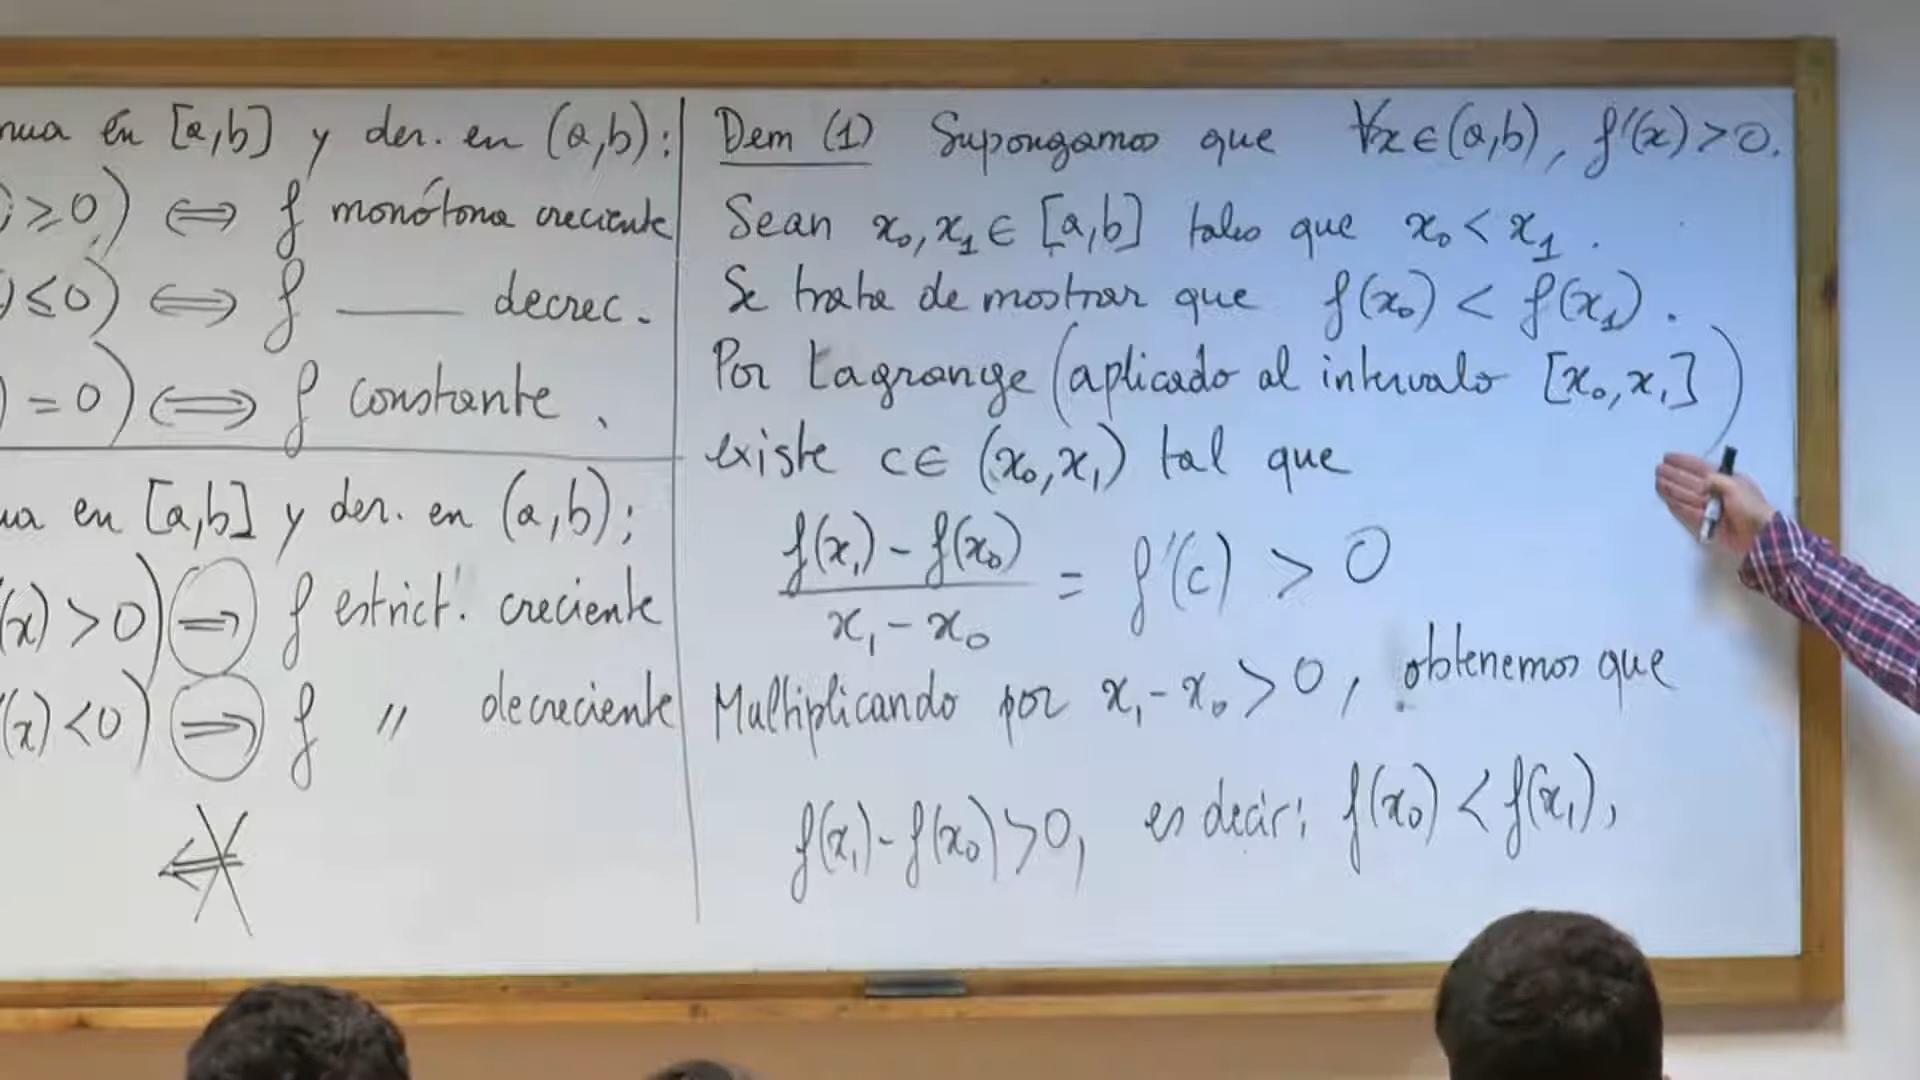 en [a,b] y der. en (a,b):
≥0) ⟺ f monótona creciente
)≤0) ⟺ f —— decrec.
)=0) ⟺ f constante.
en [a,b] y der. en (a,b);
(x)>0) ⟹ f estrict. creciente
(x)<0) ⟹ f " decreciente
⇍
Dem (1) Supongamos que ∀x∈(a,b), f'(x)>0.
Sean x₀, x₁ ∈ [a,b] tales que x₀ < x₁.
Se trata de mostrar que f(x₀) < f(x₁).
Por Lagrange (aplicado al intervalo [x₀,x₁])
existe c∈ (x₀,x₁) tal que
f(x₁) - f(x₀)
/ x₁ - x₀ = f'(c) > 0
Multiplicando por x₁ - x₀ > 0, obtenemos que
f(x₁) - f(x₀) > 0, es decir: f(x₀) < f(x₁),